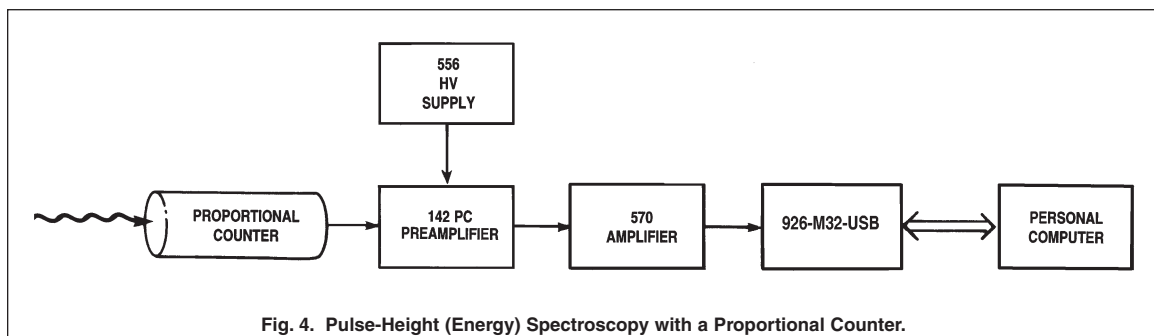 556
HV
SUPPLY
PROPORTIONAL
COUNTER
142 PC
PREAMPLIFIER
570
AMPLIFIER
926-M32-USB
PERSONAL
COMPUTER
Fig. 4. Pulse-Height (Energy) Spectroscopy with a Proportional Counter.